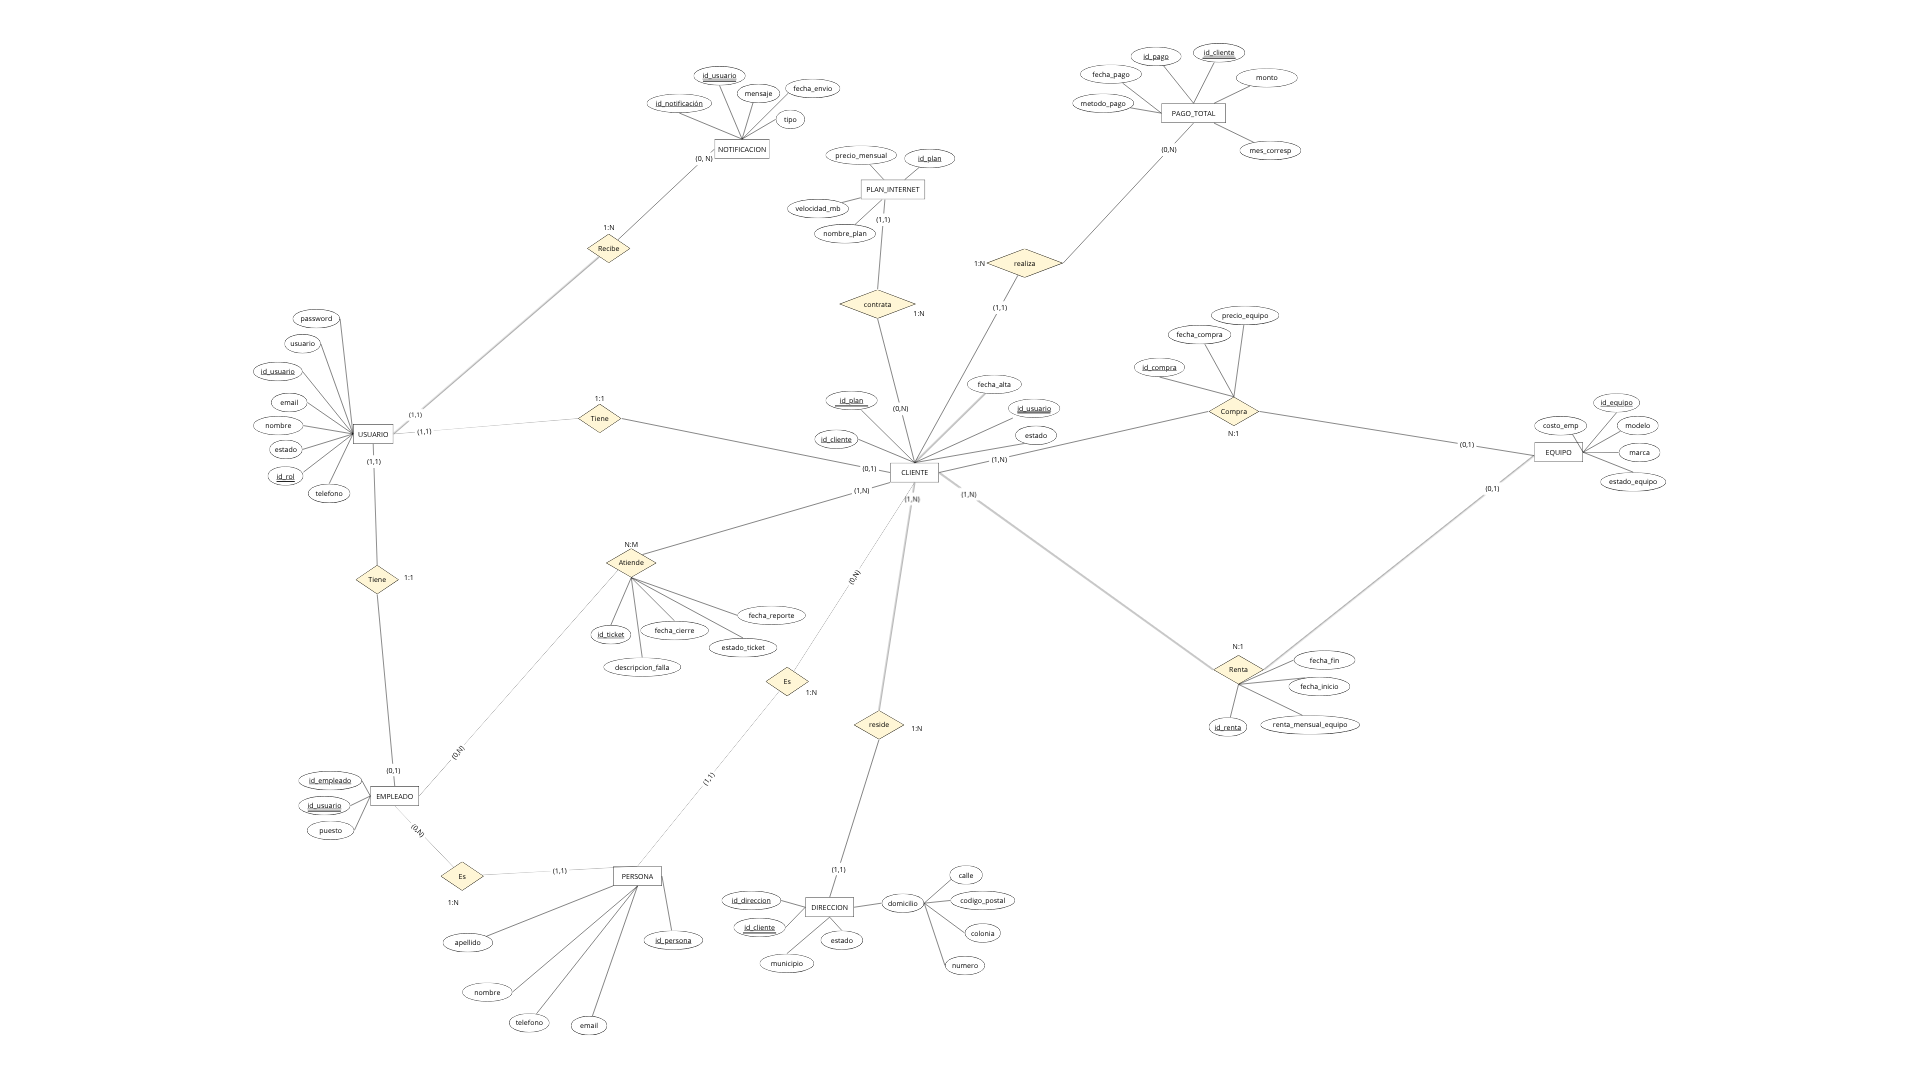 id_usuario
id_notificación
mensaje
fecha_envio
tipo
NOTIFICACION
(0, N)
1:N
Recibe
(1,1)
id_pago
id_cliente
fecha_pago
monto
metodo_pago
PAGO_TOTAL
mes_corresp
(0,N)
1:N
realiza
(1,1)
precio_mensual
id_plan
PLAN_INTERNET
velocidad_mb
nombre_plan
(1,1)
contrata
1:N
(0,N)
password
usuario
id_usuario
email
nombre
estado
id_rol
telefono
USUARIO
(1,1)
(1,1)
1:1
Tiene
(0,1)
fecha_alta
id_plan
id_usuario
id_cliente
estado
CLIENTE
precio_equipo
fecha_compra
id_compra
Compra
N:1
(1,N)
(0,1)
id_equipo
costo_emp
modelo
EQUIPO
marca
estado_equipo
(0,1)
(1,N)
(1,N)
(1,N)
N:M
Atiende
fecha_reporte
id_ticket
fecha_cierre
estado_ticket
descripcion_falla
(0,N)
Tiene
1:1
(0,1)
(0,N)
Es
1:N
(1,1)
N:1
Renta
fecha_fin
fecha_inicio
id_renta
renta_mensual_equipo
reside
1:N
(1,1)
id_empleado
id_usuario
puesto
EMPLEADO
(0,N)
Es
1:N
(1,1)
PERSONA
apellido
id_persona
nombre
telefono
email
id_direccion
id_cliente
DIRECCION
municipio
estado
domicilio
calle
codigo_postal
colonia
numero